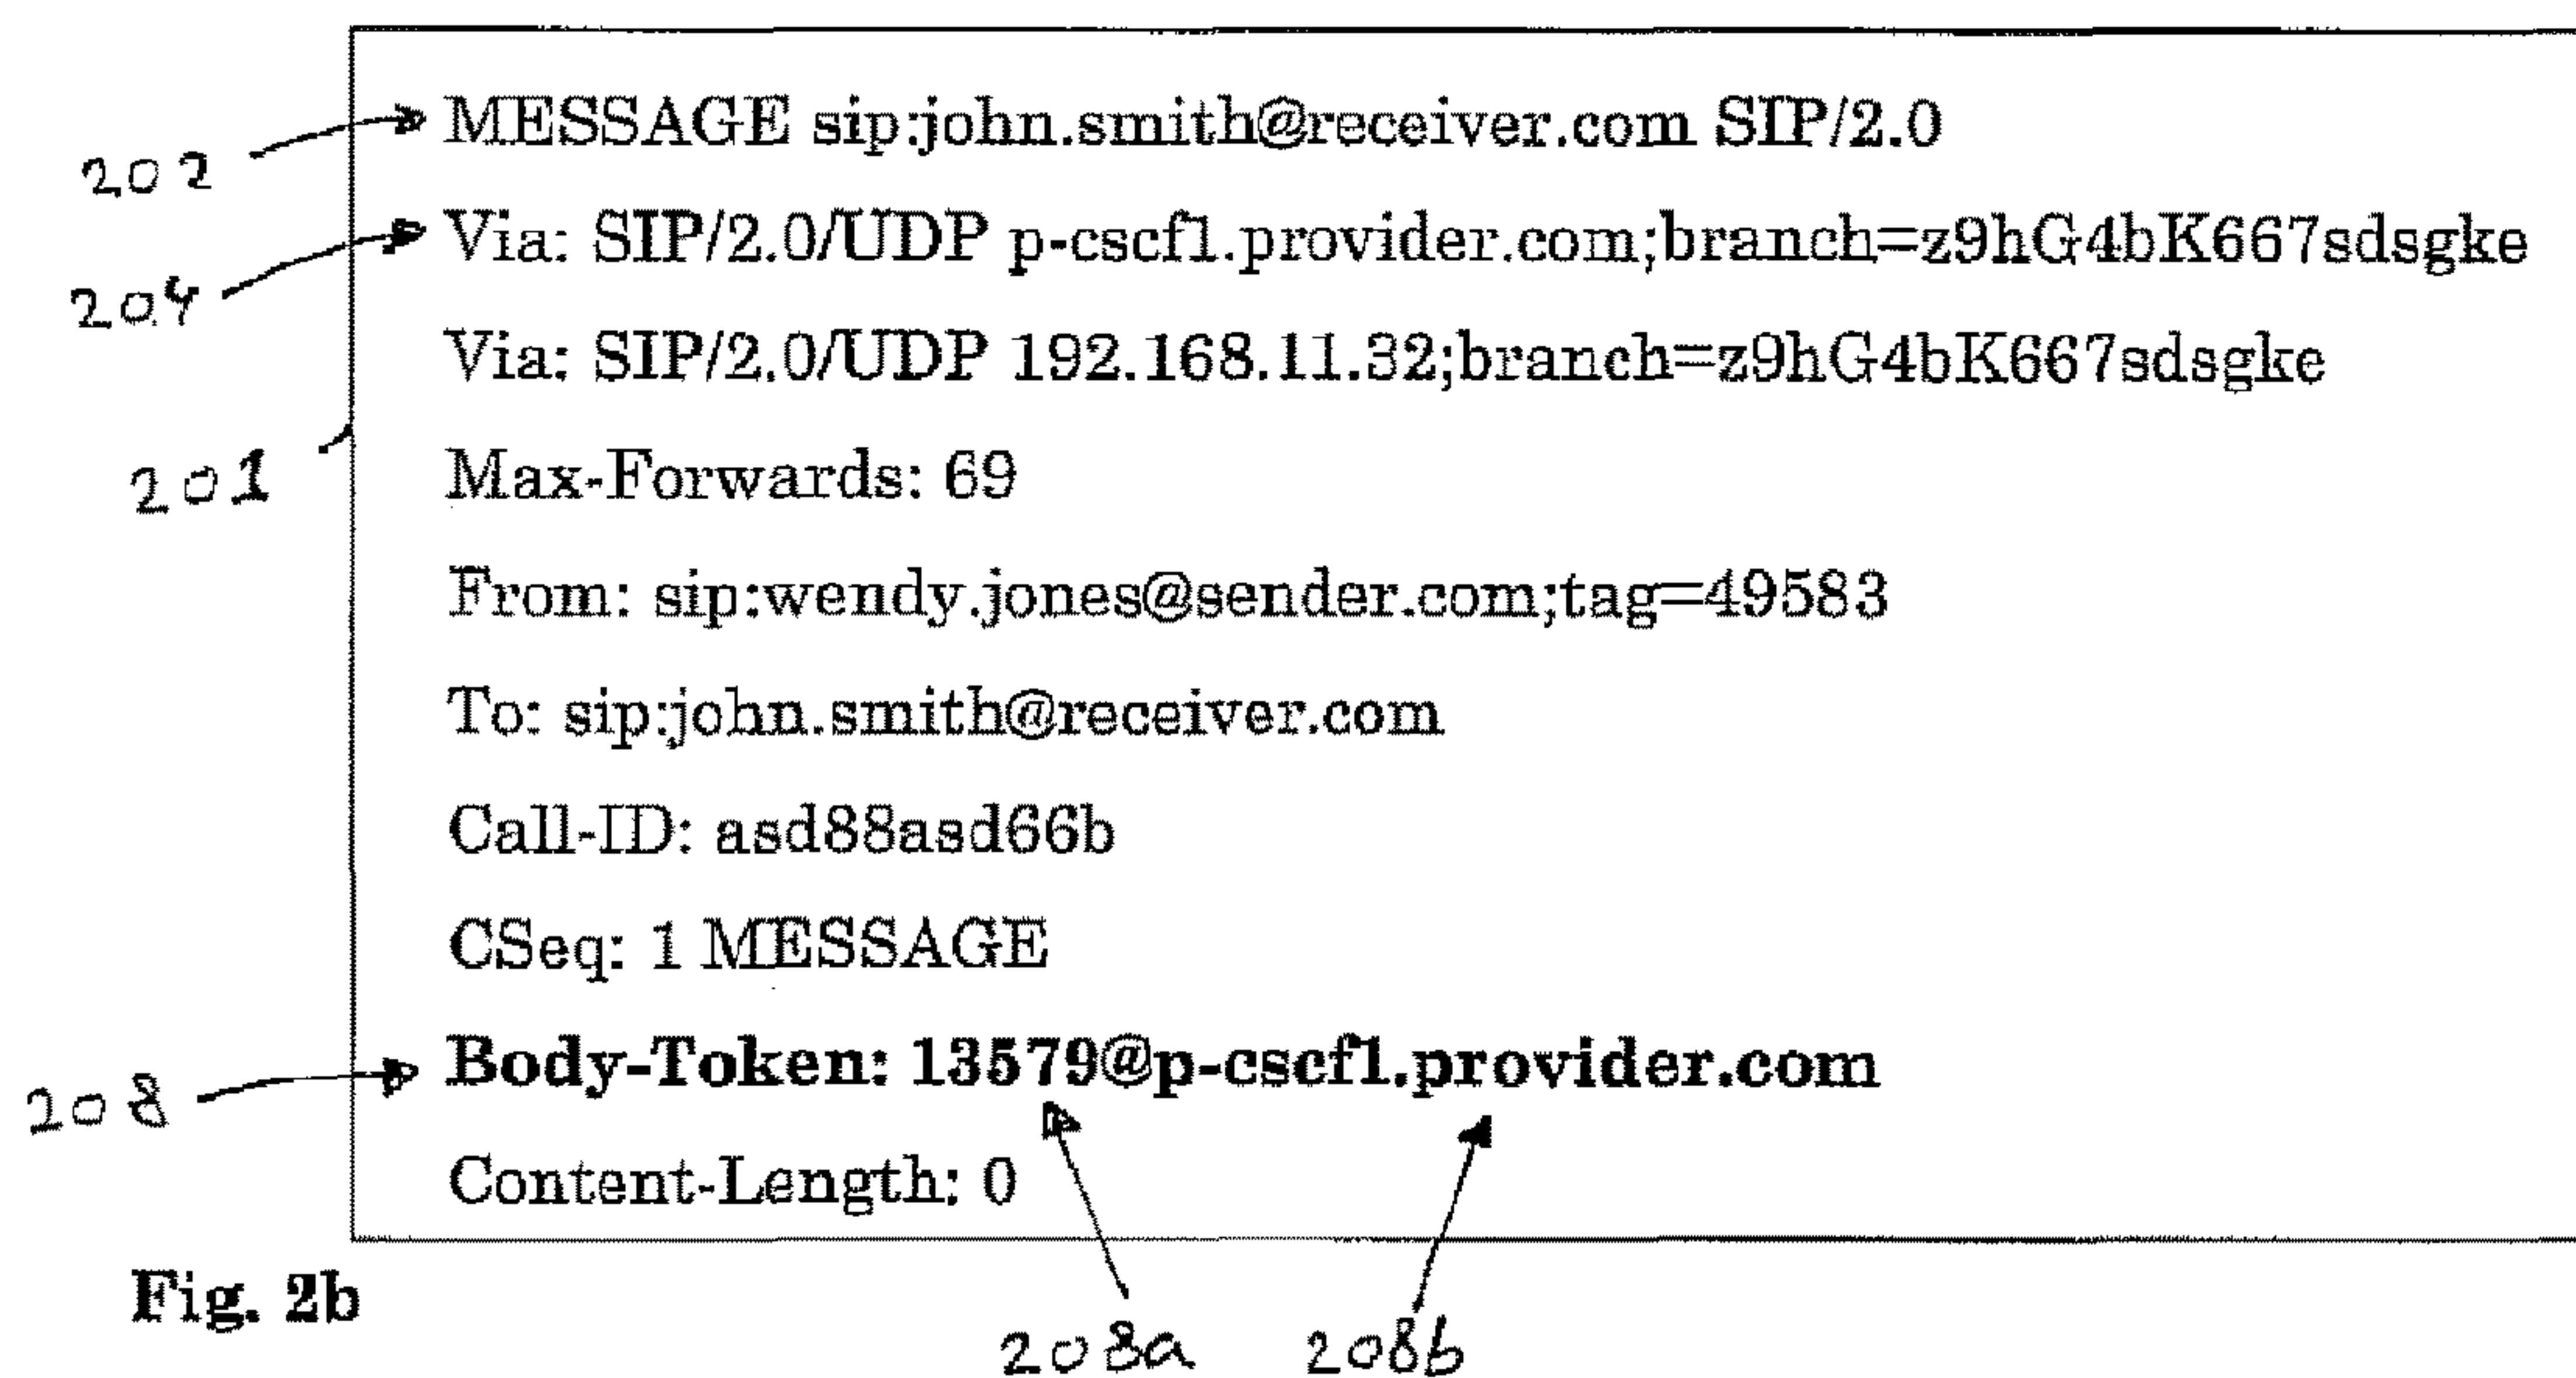 202 MESSAGE sip:john.smith@receiver.com SIP/2.0
204 Via: SIP/2.0/UDP p-cscf1.provider.com;branch=z9hG4bK667sdsgke
Via: SIP/2.0/UDP 192.168.11.32;branch=z9hG4bK667sdsgke
201 Max-Forwards: 69
From: sip:wendy.jones@sender.com;tag=49583
To: sip:john.smith@receiver.com
Call-ID: asd88asd66b
CSeq: 1 MESSAGE
208 Body-Token: 13579@p-cscf1.provider.com
Content-Length: 0
Fig. 2b
208a 208b